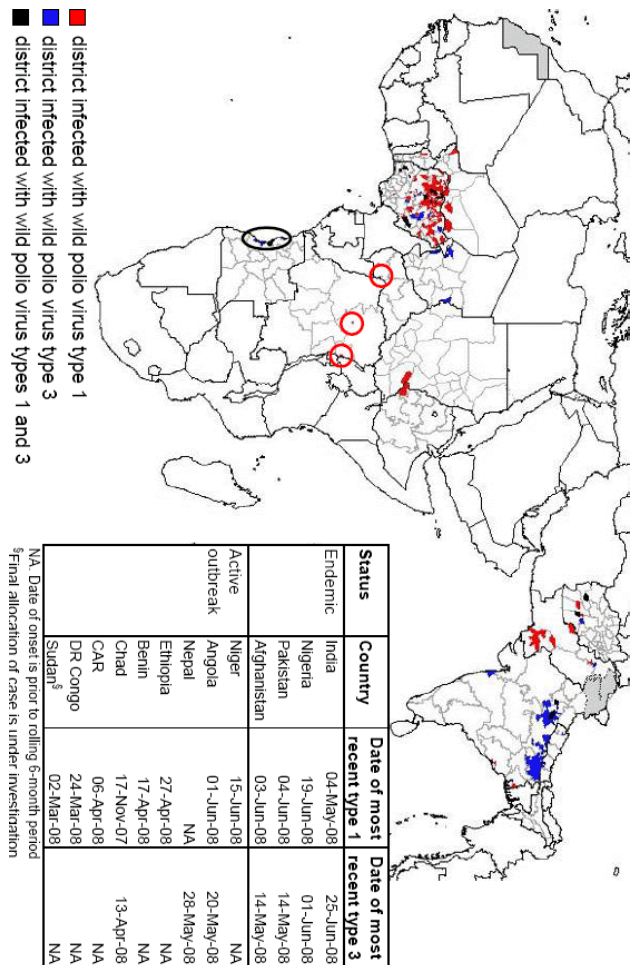 district infected with wild polio virus type 1
district infected with wild polio virus type 3
district infected with wild polio virus types 1 and 3
Status Country Date of most recent type 1 Date of most recent type 3
Endemic India 04-May-08 25-Jun-08
Nigeria 19-Jun-08 01-Jun-08
Pakistan 04-Jun-08 14-May-08
Afghanistan 03-Jun-08 14-May-08
Active outbreak Niger 15-Jun-08 NA
Angola 01-Jun-08 20-May-08
Nepal NA 28-May-08
Ethiopia 27-Apr-08 NA
Benin 17-Apr-08 NA
Chad 17-Nov-07 13-Apr-08
CAR 06-Apr-08 NA
DR Congo 24-Mar-08 NA
Sudan§ 02-Mar-08 NA
NA. Date of onset is prior to rolling 6-month period
§Final allocation of case is under investigation